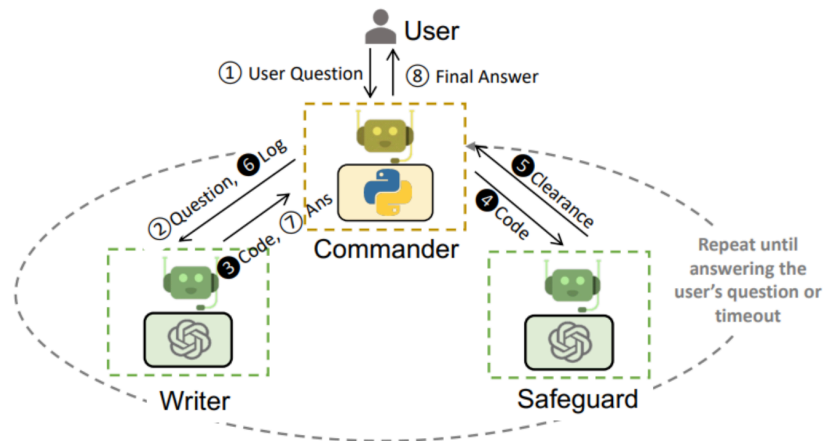 User
① User Question
⑧ Final Answer
② Question, ❻ Log
❸ Code, ⑦ Ans
❺ Clearance
❹ Code
Commander
Repeat until
answering the
user's question or
timeout
Writer
Safeguard